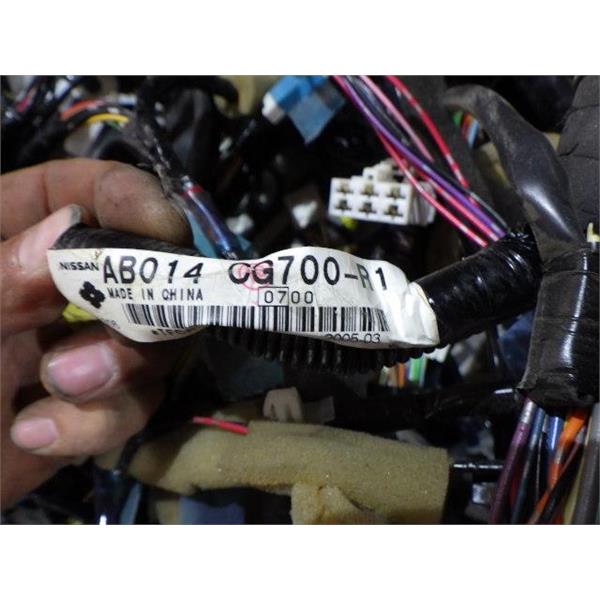 NISSAN AB014 CG700-R1
MADE IN CHINA 0700
2005.03